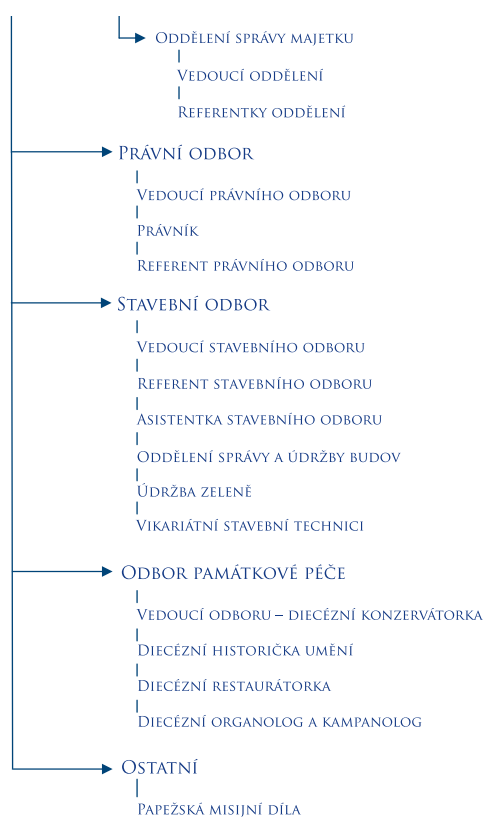 Oddělení správy majetku
Vedoucí oddělení
Referentky oddělení
Právní odbor
Vedoucí právního odboru
Právník
Referent právního odboru
Stavební odbor
Vedoucí stavebního odboru
Referent stavebního odboru
Asistentka stavebního odboru
Oddělení správy a údržby budov
Údržba zeleně
Vikariátní stavební technici
Odbor památkové péče
Vedoucí odboru – diecézní konzervátorka
Diecézní historička umění
Diecézní restaurátorka
Diecézní organolog a kampanolog
Ostatní
Papežská misijní díla